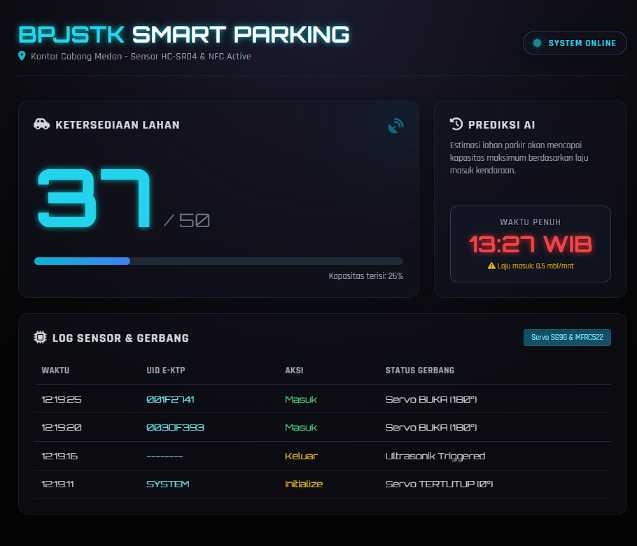 BPJSTK SMART PARKING
Kantor Cabang Medan - Sensor HC-SR04 & NFC Active
SYSTEM ONLINE
KETERSEDIAAN LAHAN
37 / 50
Kapasitas terisi: 25%
PREDIKSI AI
Estimasi lahan parkir akan mencapai
kapasitas maksimum berdasarkan laju
masuk kendaraan.
WAKTU PENUH
13:27 WIB
Laju masuk: 0.5 mbl/mnt
LOG SENSOR & GERBANG
Servo SG90 & MFRC522
WAKTU UID E-KTP AKSI STATUS GERBANG
12:19:25 001F2741 Masuk Servo BUKA (180°)
12:19:20 003DF393 Masuk Servo BUKA (180°)
12:19:16 -------- Keluar Ultrasonik Triggered
12:19:11 SYSTEM Initialize Servo TERTUTUP (0°)